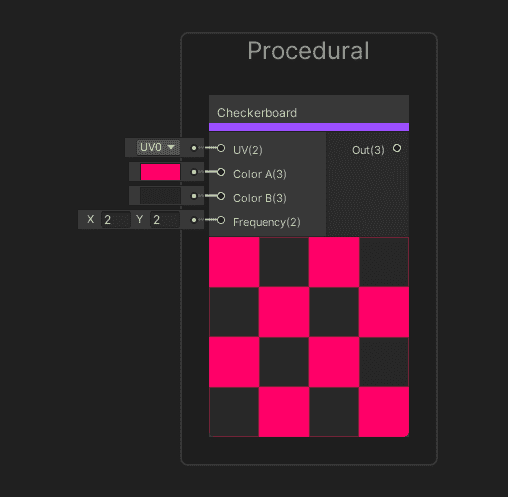 Procedural
Checkerboard
UV0 UV(2) Out(3)
Color A(3)
Color B(3)
X 2 Y 2 Frequency(2)